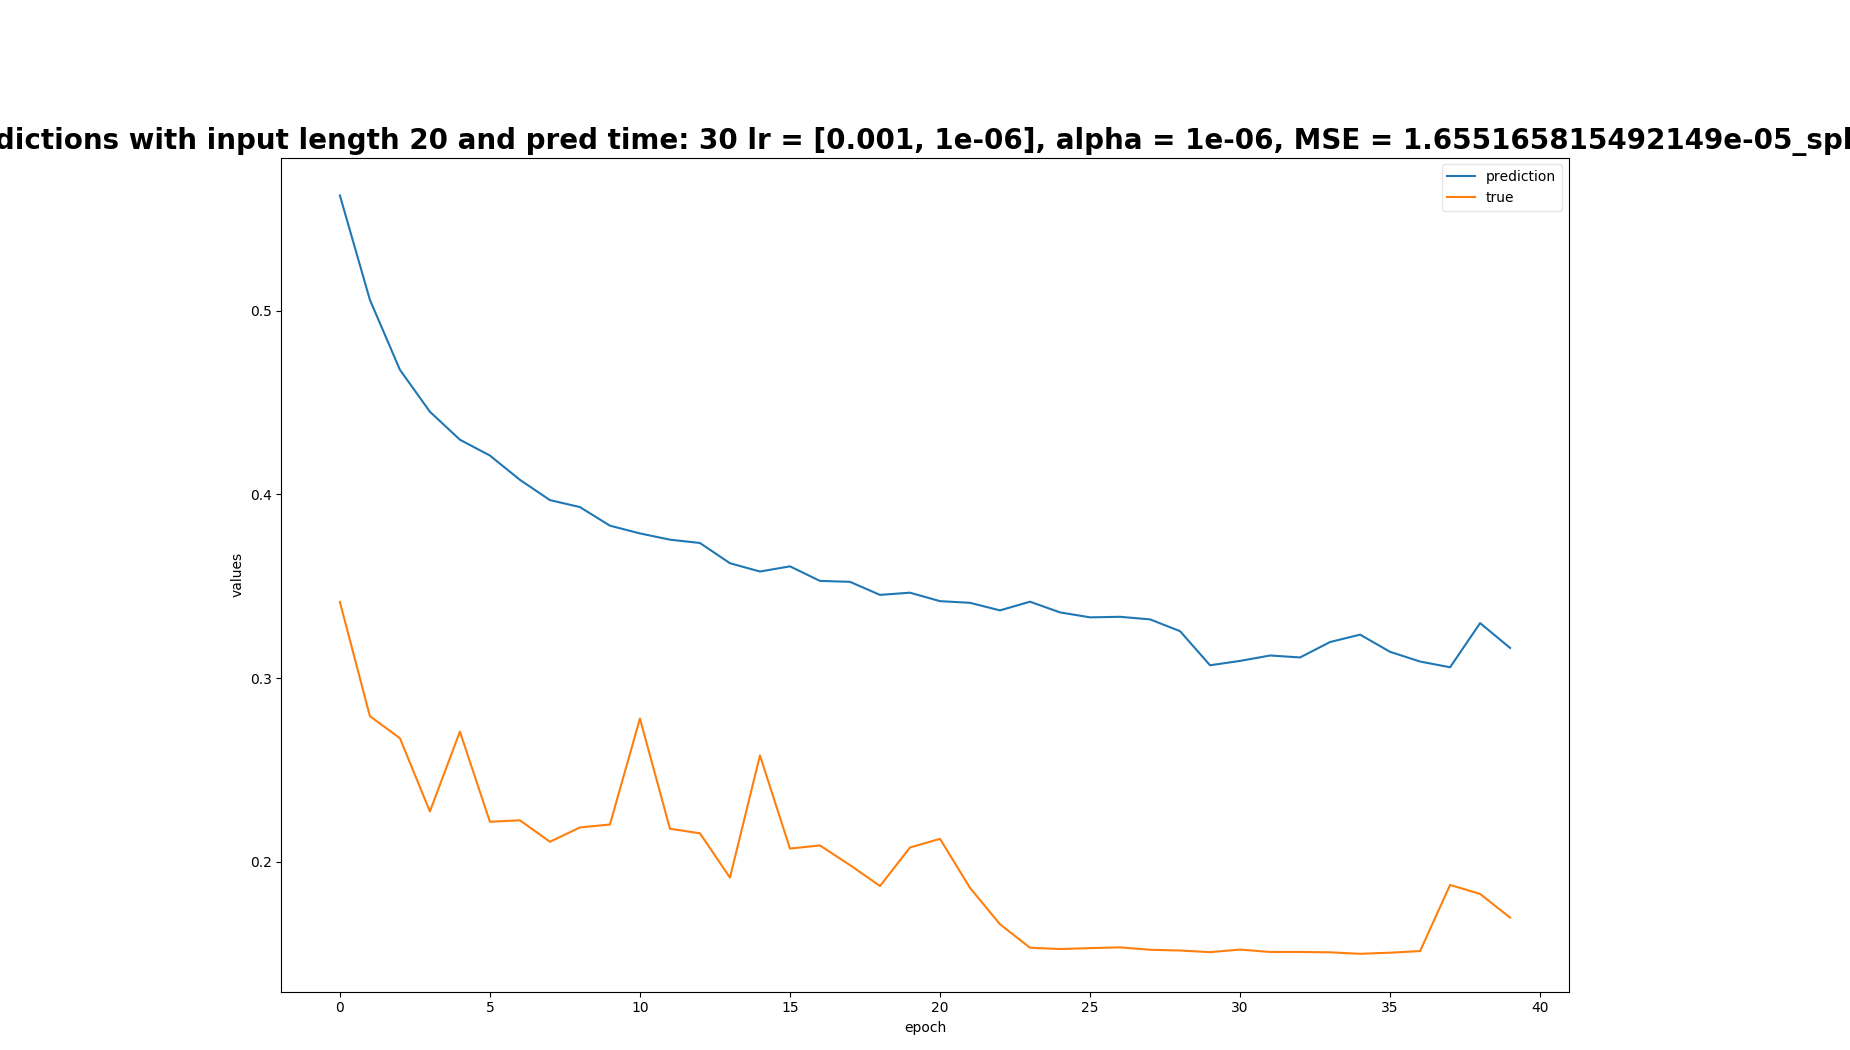 dictions with input length 20 and pred time: 30 lr = [0.001, 1e-06], alpha = 1e-06, MSE = 1.655165815492149e-05_spl
prediction
true
0.5
0.4
0.3
0.2
values
0
5
10
15
20
25
30
35
40
epoch